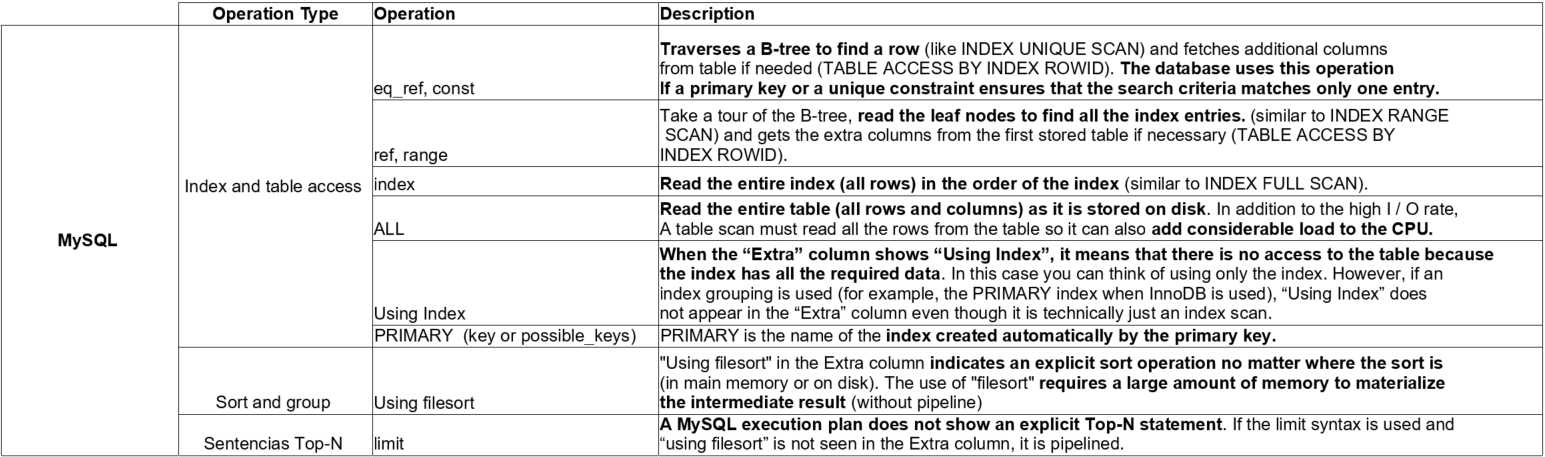 Operation Type Operation Description
MySQL
Index and table access
eq_ref, const
Traverses a B-tree to find a row (like INDEX UNIQUE SCAN) and fetches additional columns
from table if needed (TABLE ACCESS BY INDEX ROWID). The database uses this operation
If a primary key or a unique constraint ensures that the search criteria matches only one entry.
ref, range
Take a tour of the B-tree, read the leaf nodes to find all the index entries. (similar to INDEX RANGE
SCAN) and gets the extra columns from the first stored table if necessary (TABLE ACCESS BY
INDEX ROWID).
index
Read the entire index (all rows) in the order of the index (similar to INDEX FULL SCAN).
ALL
Read the entire table (all rows and columns) as it is stored on disk. In addition to the high I / O rate,
A table scan must read all the rows from the table so it can also add considerable load to the CPU.
Using Index
When the “Extra” column shows “Using Index”, it means that there is no access to the table because
the index has all the required data. In this case you can think of using only the index. However, if an
index grouping is used (for example, the PRIMARY index when InnoDB is used), “Using Index” does
not appear in the “Extra” column even though it is technically just an index scan.
PRIMARY (key or possible_keys)
PRIMARY is the name of the index created automatically by the primary key.
Sort and group
Using filesort
"Using filesort" in the Extra column indicates an explicit sort operation no matter where the sort is
(in main memory or on disk). The use of "filesort" requires a large amount of memory to materialize
the intermediate result (without pipeline)
Sentencias Top-N
limit
A MySQL execution plan does not show an explicit Top-N statement. If the limit syntax is used and
“using filesort” is not seen in the Extra column, it is pipelined.